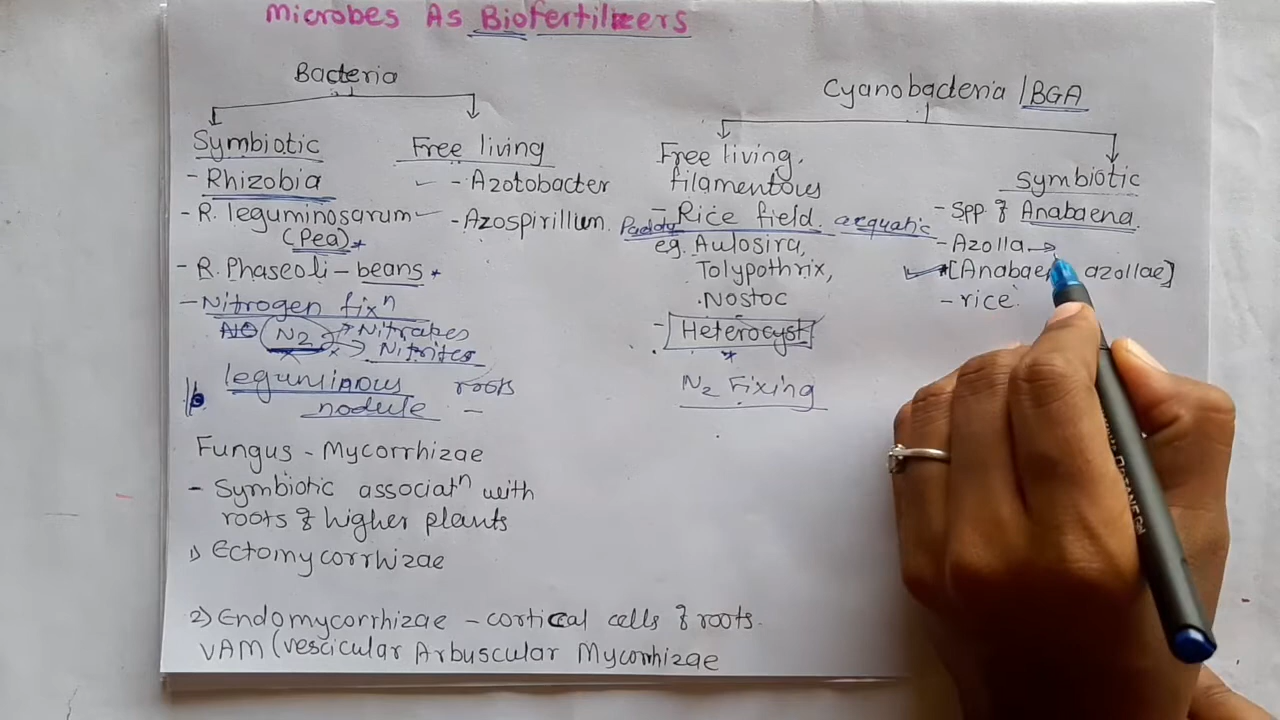 Microbes As Biofertilizers
Bacteria
Symbiotic
- Rhizobia
- R. leguminosarum
(Pea)*
- R. Phaseoli - beans *
- Nitrogen fixⁿ
N2 → Nitrates
→ Nitrites
leguminous roots
nodule -
Free living
- Azotobacter
- Azospirillum.
Fungus - Mycorrhizae
- Symbiotic associatⁿ with
roots of higher plants
1) Ectomycorrhizae
2) Endomycorrhizae - cortical cells of roots.
VAM (vescicular Arbuscular Mycorrhizae
Cyanobacteria / BGA
Free living,
filamentous
- Rice field acquatic
Paddy
eg. Aulosira,
Tolypothrix,
Nostoc
- Heterocyst
*
N2 Fixing
Symbiotic
- Spp of Anabaena.
- Azolla →
[Anabaen azollae]
- rice